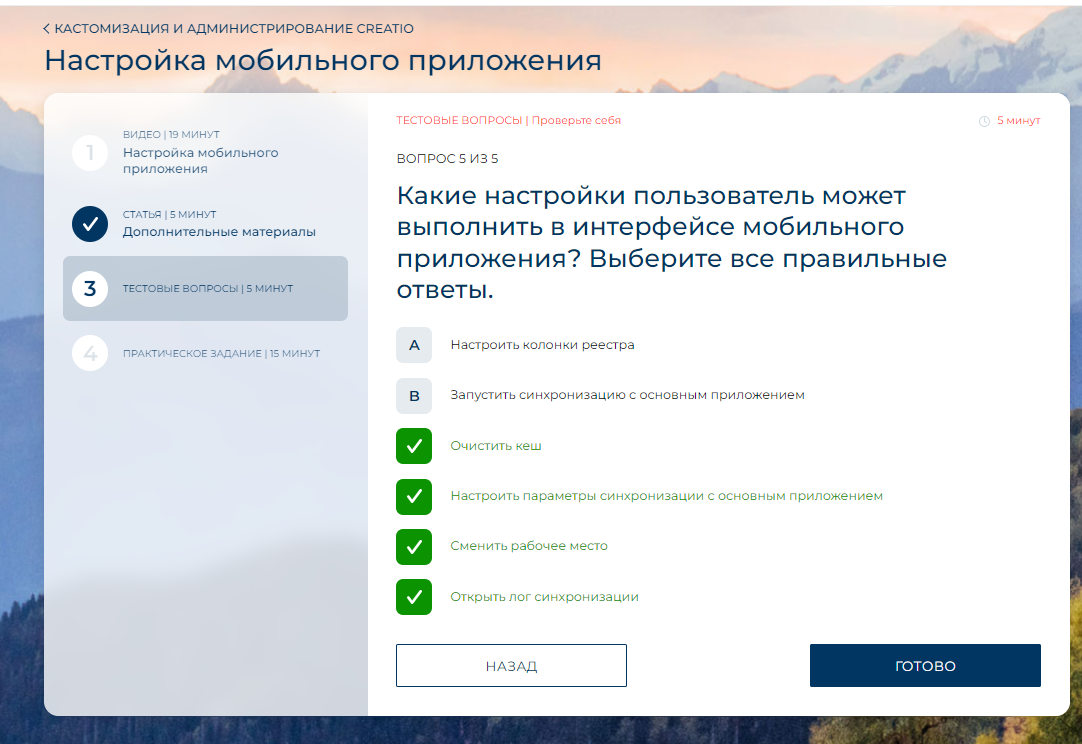 КАСТОМИЗАЦИЯ И АДМИНИСТРИРОВАНИЕ CREATIO
Настройка мобильного приложения
1
ВИДЕО | 19 МИНУТ
Настройка мобильного
приложения
СТАТЬЯ | 5 МИНУТ
Дополнительные материалы
3
ТЕСТОВЫЕ ВОПРОСЫ | 5 МИНУТ
4
ПРАКТИЧЕСКОЕ ЗАДАНИЕ | 15 МИНУТ
ТЕСТОВЫЕ ВОПРОСЫ | Проверьте себя
5 минут
ВОПРОС 5 ИЗ 5
Какие настройки пользователь может
выполнить в интерфейсе мобильного
приложения? Выберите все правильные
ответы.
A Настроить колонки реестра
B Запустить синхронизацию с основным приложением
Очистить кеш
Настроить параметры синхронизации с основным приложением
Сменить рабочее место
Открыть лог синхронизации
НАЗАД
ГОТОВО